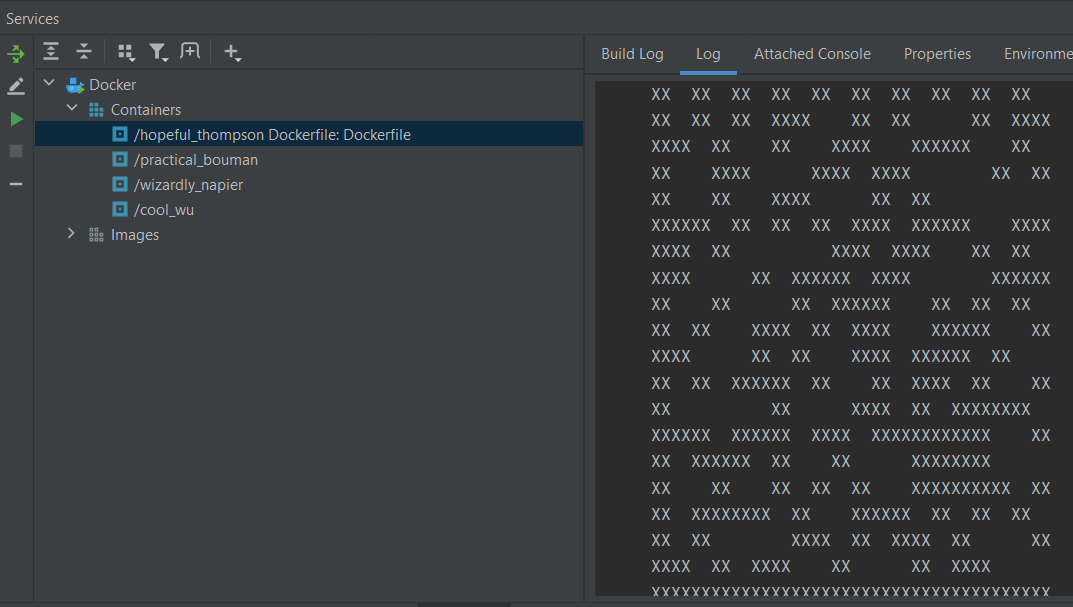 Services
Build Log Log Attached Console Properties Environme
Docker
Containers
/hopeful_thompson Dockerfile: Dockerfile
/practical_bouman
/wizardly_napier
/cool_wu
Images
XX  XX  XX  XX  XX  XX  XX  XX  XX  XX
XX  XX  XX  XXXX    XX  XX      XX  XXXX
XXXX  XX    XX    XXXX    XXXXXX    XX
XX    XXXX      XXXX  XXXX        XX  XX
XX    XX    XXXX      XX  XX
XXXXXX  XX  XX  XX  XXXX  XXXXXX    XXXX
XXXX  XX          XXXX  XXXX    XX  XX
XXXX      XX  XXXXXX  XXXX        XXXXXX
XX    XX      XX  XXXXXX    XX  XX  XX
XX  XX    XXXX  XX  XXXX    XXXXXX    XX
XXXX      XX  XX    XXXX  XXXXXX  XX
XX  XX  XXXXXX  XX    XX  XXXX  XX    XX
XX          XX      XXXX  XX  XXXXXXXX
XXXXXX  XXXXXX  XXXX  XXXXXXXXXXXX    XX
XX  XXXXXX  XX    XX      XXXXXXXX
XX    XX    XX  XX  XX    XXXXXXXXXX  XX
XX  XXXXXXXX  XX    XXXXXX  XX  XX  XX
XX  XX        XXXX  XX  XXXX  XX      XX
XXXX  XX  XXXX    XX      XX  XXXX
XXXXXXXXXXXXXXXXXXXXXXXXXXXXXXXXXXXXXXXX